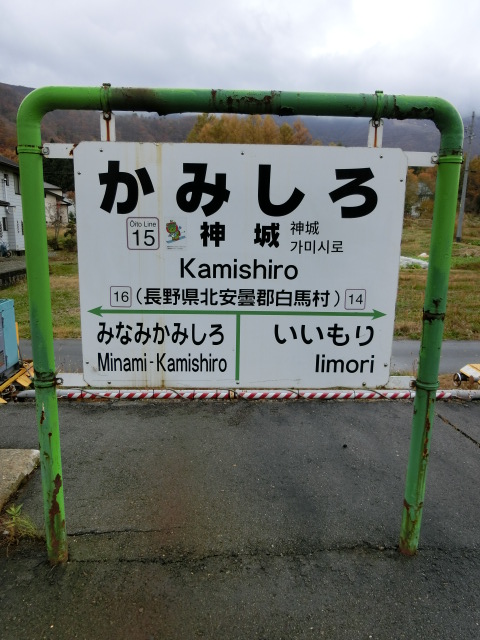 かみしろ
Ōito Line
15
神城
神城
가미시로
Kamishiro
16 (長野県北安曇郡白馬村) 14
みなみかみしろ いいもり
Minami-Kamishiro Iimori